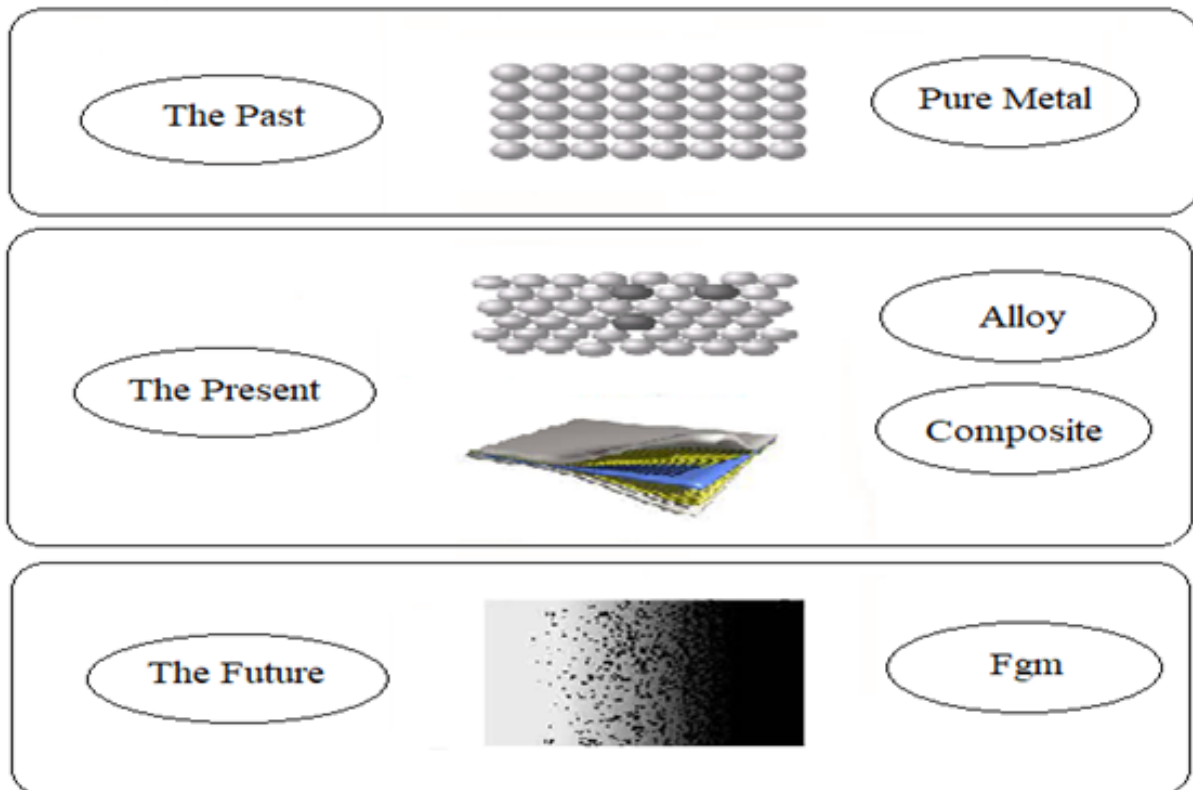 The Past
Pure Metal
The Present
Alloy
Composite
The Future
Fgm